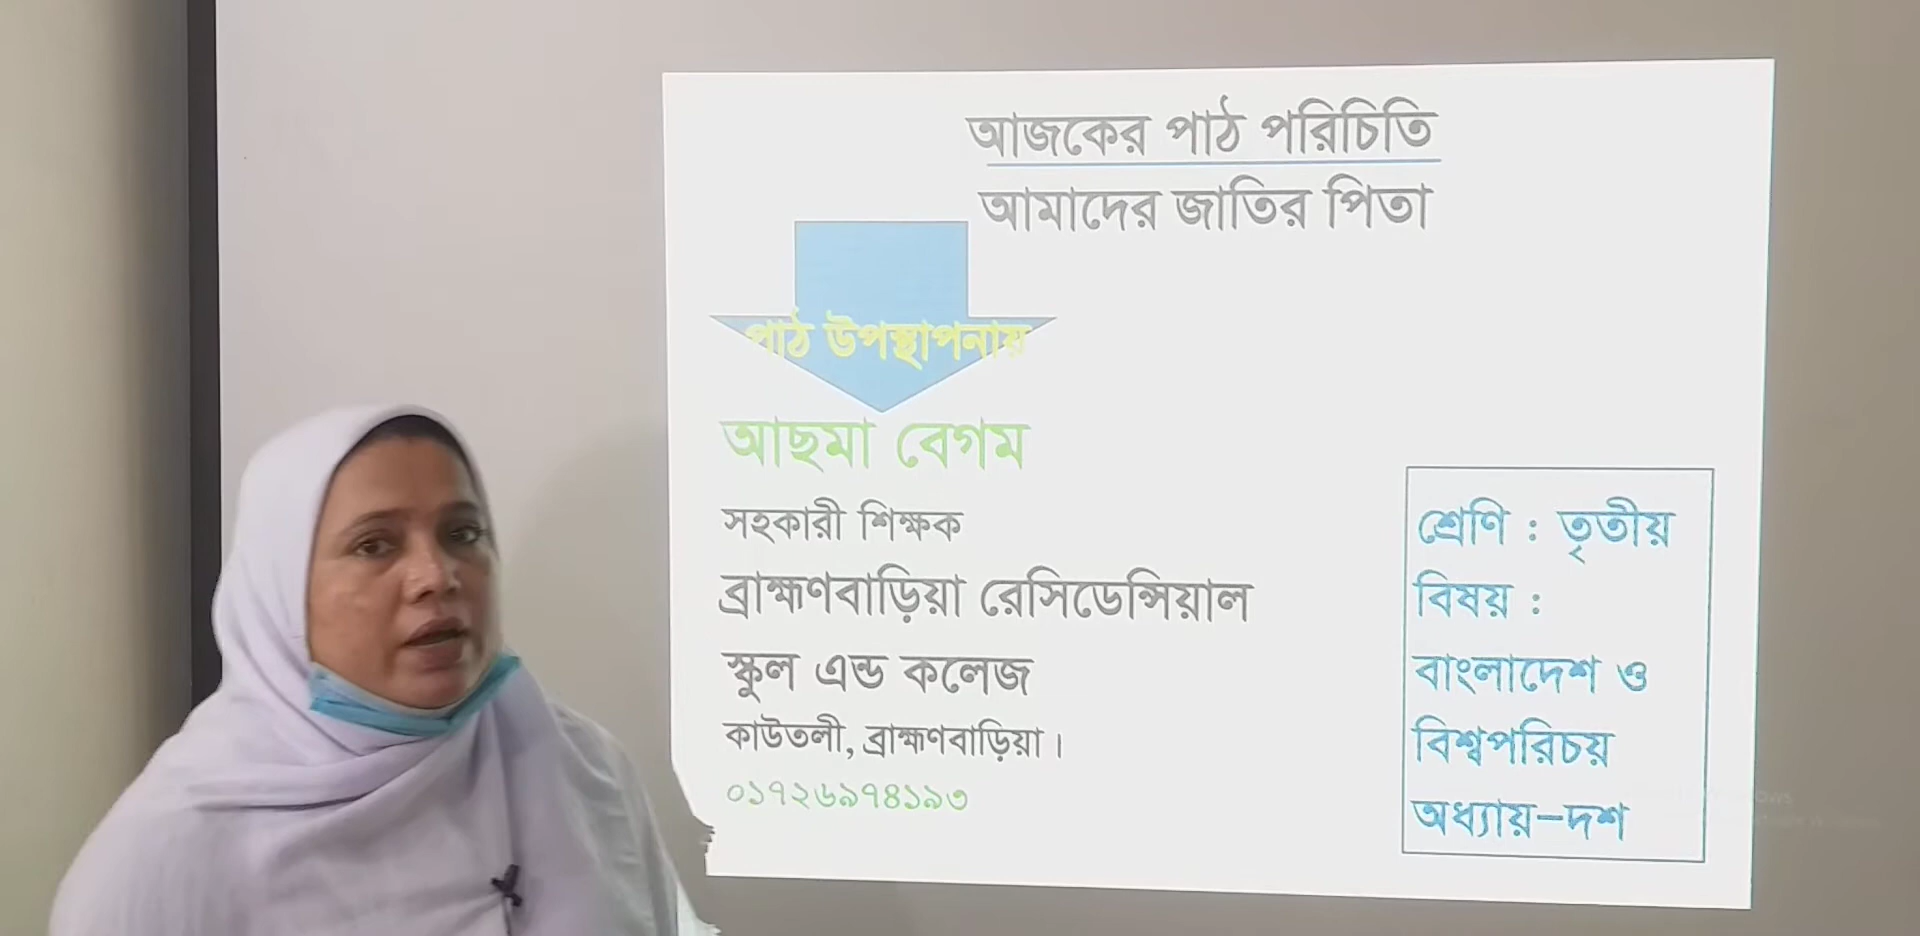 আজকের পাঠ পরিচিতি
আমাদের জাতির পিতা
পাঠ উপস্থাপনায়
আছমা বেগম
সহকারী শিক্ষক
ব্রাহ্মণবাড়িয়া রেসিডেন্সিয়াল
স্কুল এন্ড কলেজ
কাউতলী, ব্রাহ্মণবাড়িয়া।
০১৭২৬৯৭৪১৯৩
শ্রেণি : তৃতীয়
বিষয় :
বাংলাদেশ ও
বিশ্বপরিচয়
অধ্যায়-দশ